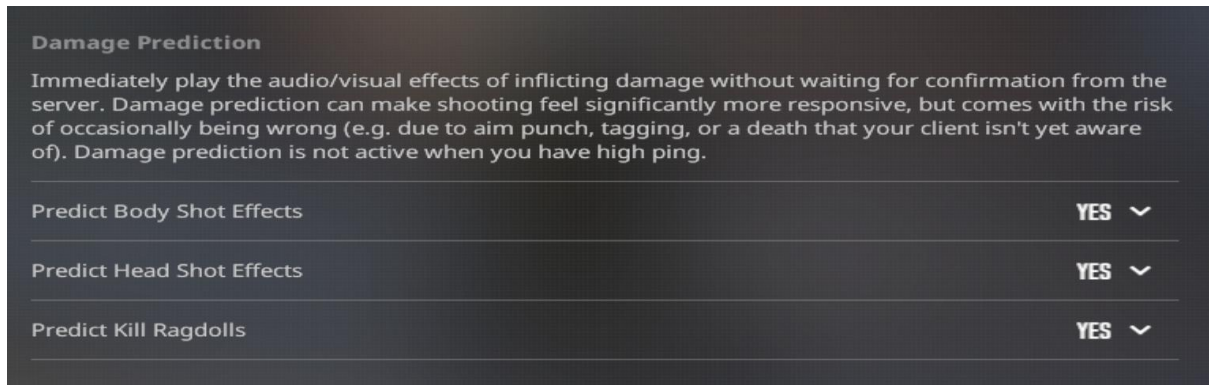 Damage Prediction
Immediately play the audio/visual effects of inflicting damage without waiting for confirmation from the
server. Damage prediction can make shooting feel significantly more responsive, but comes with the risk
of occasionally being wrong (e.g. due to aim punch, tagging, or a death that your client isn't yet aware
of). Damage prediction is not active when you have high ping.
Predict Body Shot Effects YES
Predict Head Shot Effects YES
Predict Kill Ragdolls YES